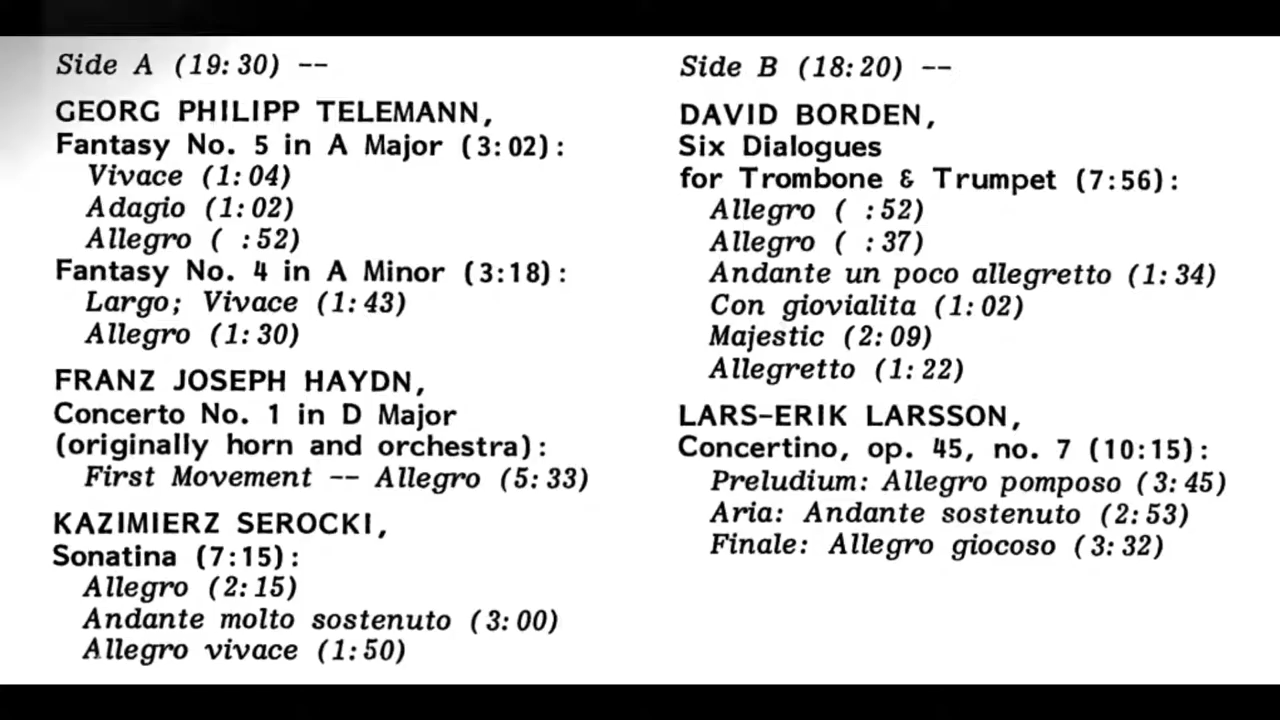 Side A (19:30) --
GEORG PHILIPP TELEMANN,
Fantasy No. 5 in A Major (3:02):
Vivace (1:04)
Adagio (1:02)
Allegro ( :52)
Fantasy No. 4 in A Minor (3:18):
Largo; Vivace (1:43)
Allegro (1:30)
FRANZ JOSEPH HAYDN,
Concerto No. 1 in D Major
(originally horn and orchestra):
First Movement -- Allegro (5:33)
KAZIMIERZ SEROCKI,
Sonatina (7:15):
Allegro (2:15)
Andante molto sostenuto (3:00)
Allegro vivace (1:50)
Side B (18:20) --
DAVID BORDEN,
Six Dialogues
for Trombone & Trumpet (7:56):
Allegro ( :52)
Allegro ( :37)
Andante un poco allegretto (1:34)
Con giovialita (1:02)
Majestic (2:09)
Allegretto (1:22)
LARS-ERIK LARSSON,
Concertino, op. 45, no. 7 (10:15):
Preludium: Allegro pomposo (3:45)
Aria: Andante sostenuto (2:53)
Finale: Allegro giocoso (3:32)